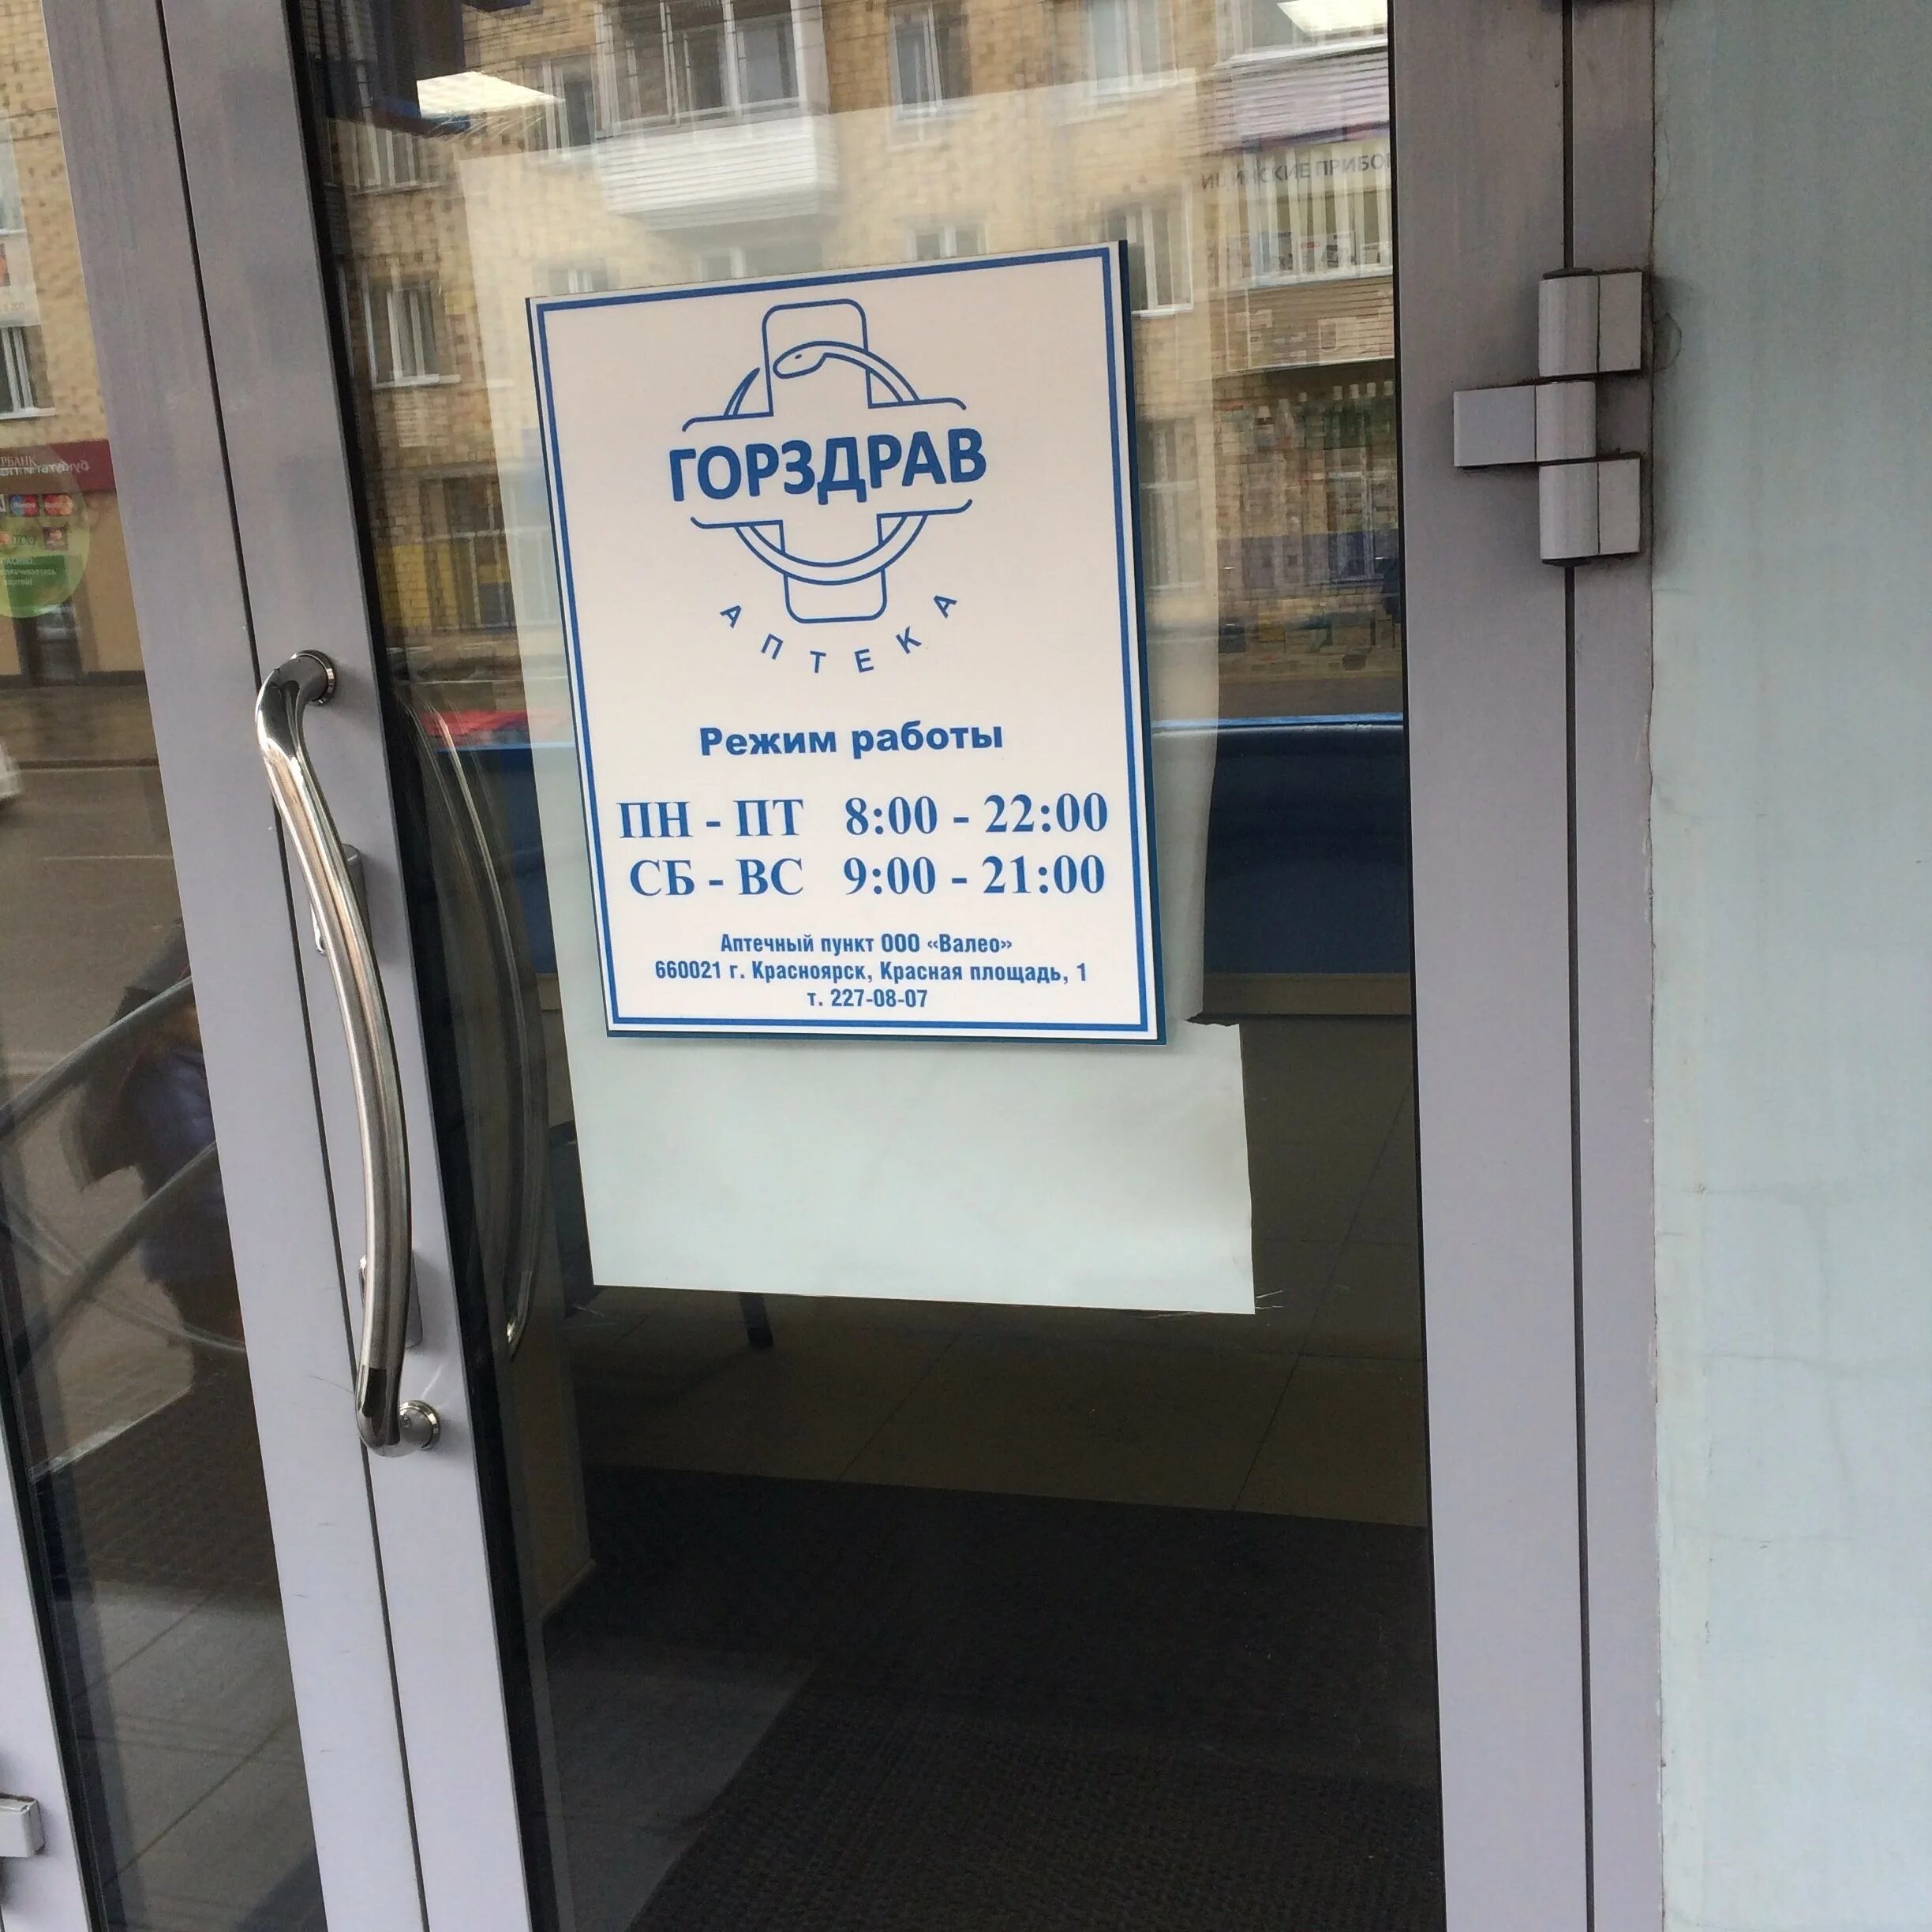 ГОРЗДРАВ
АПТЕКА
Режим работы
ПН - ПТ 8:00 - 22:00
СБ - ВС 9:00 - 21:00
Аптечный пункт ООО «Валео»
660021 г. Красноярск, Красная площадь, 1
т. 227-08-07